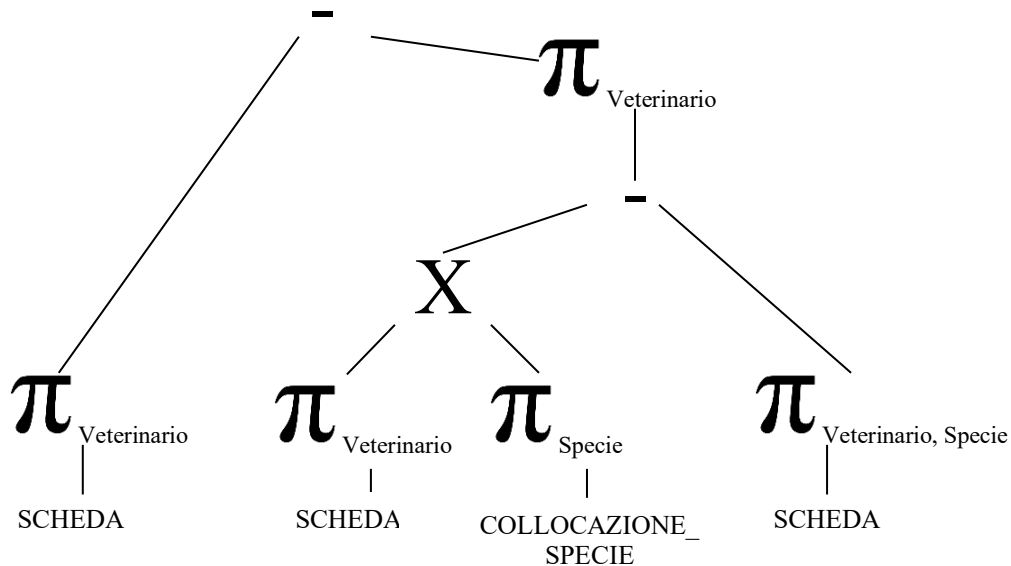 -
π Veterinario
-
X
π Veterinario
π Veterinario
π Specie
π Veterinario, Specie
SCHEDA
SCHEDA
COLLOCAZIONE_
SPECIE
SCHEDA